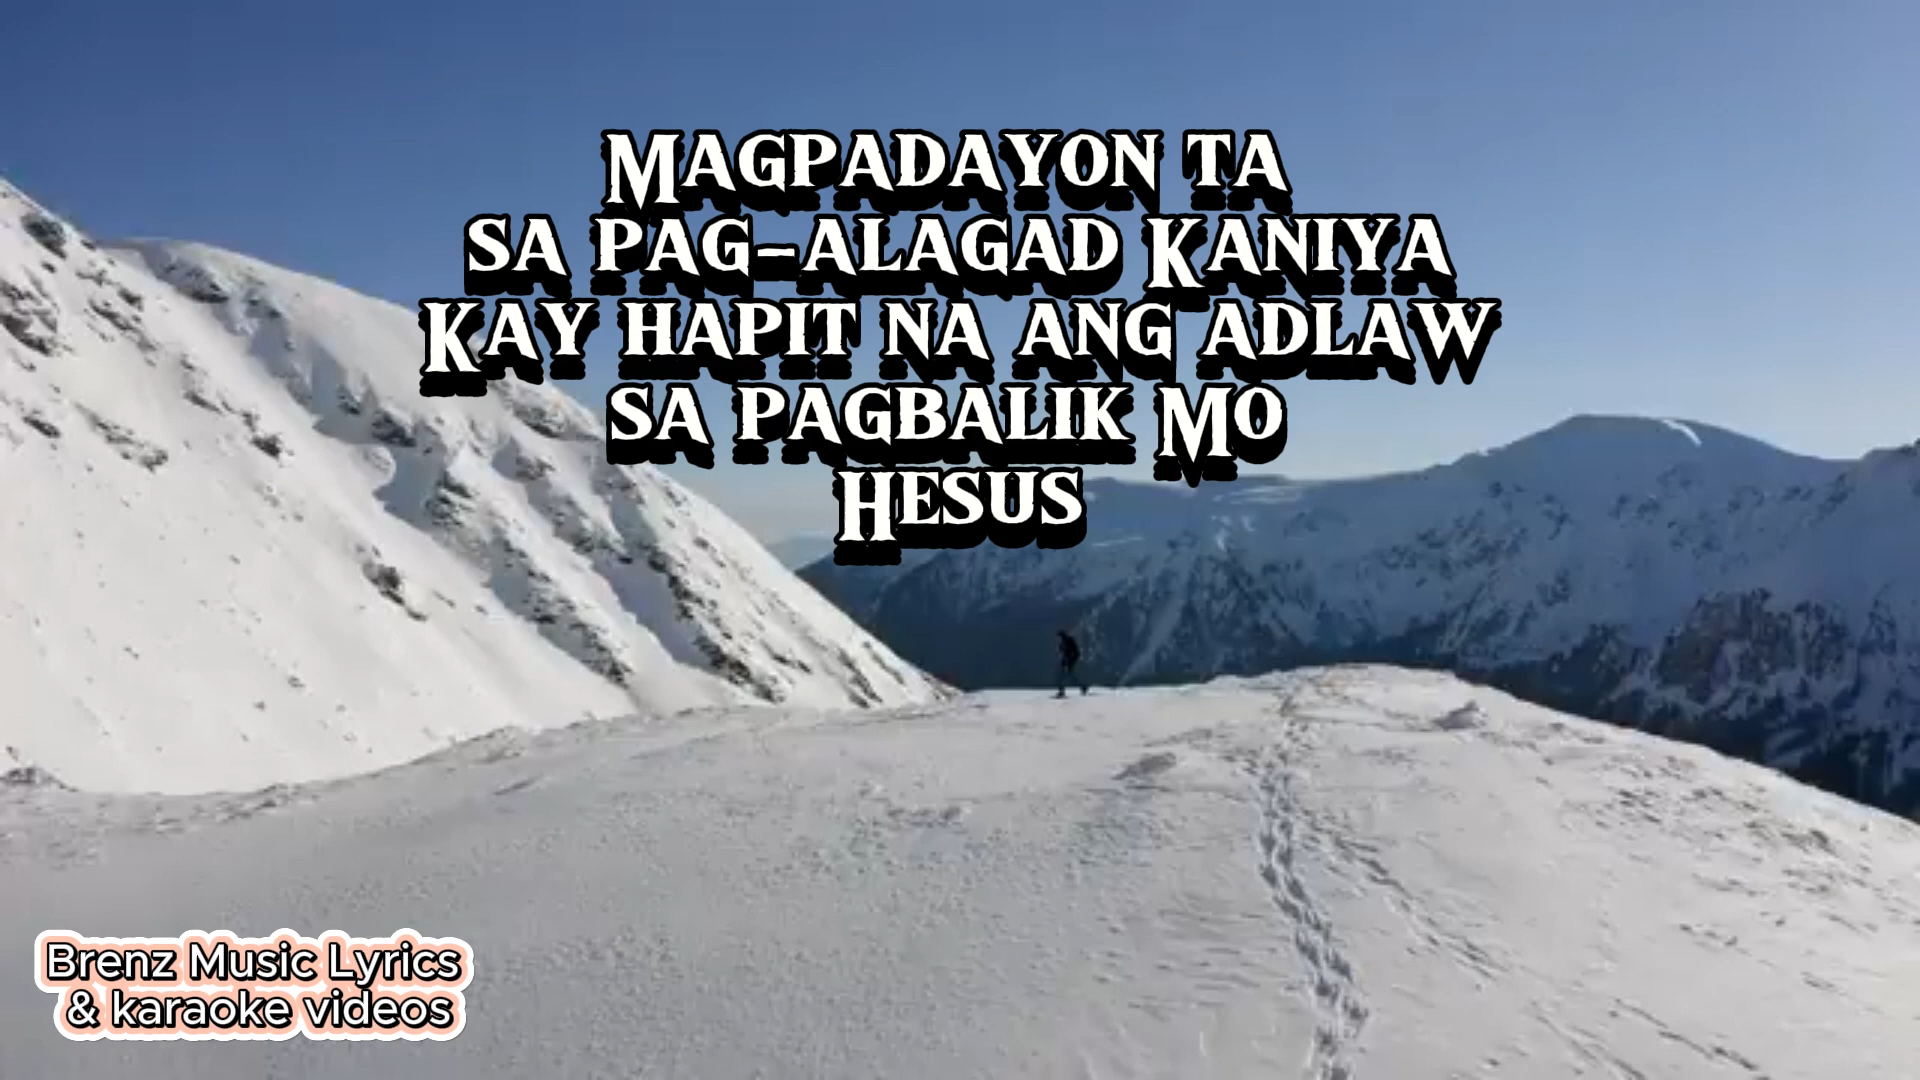 Magpadayon ta
sa pag-alagad Kaniya
Kay hapit na ang adlaw
sa pagbalik Mo
Hesus
Brenz Music Lyrics
& karaoke videos